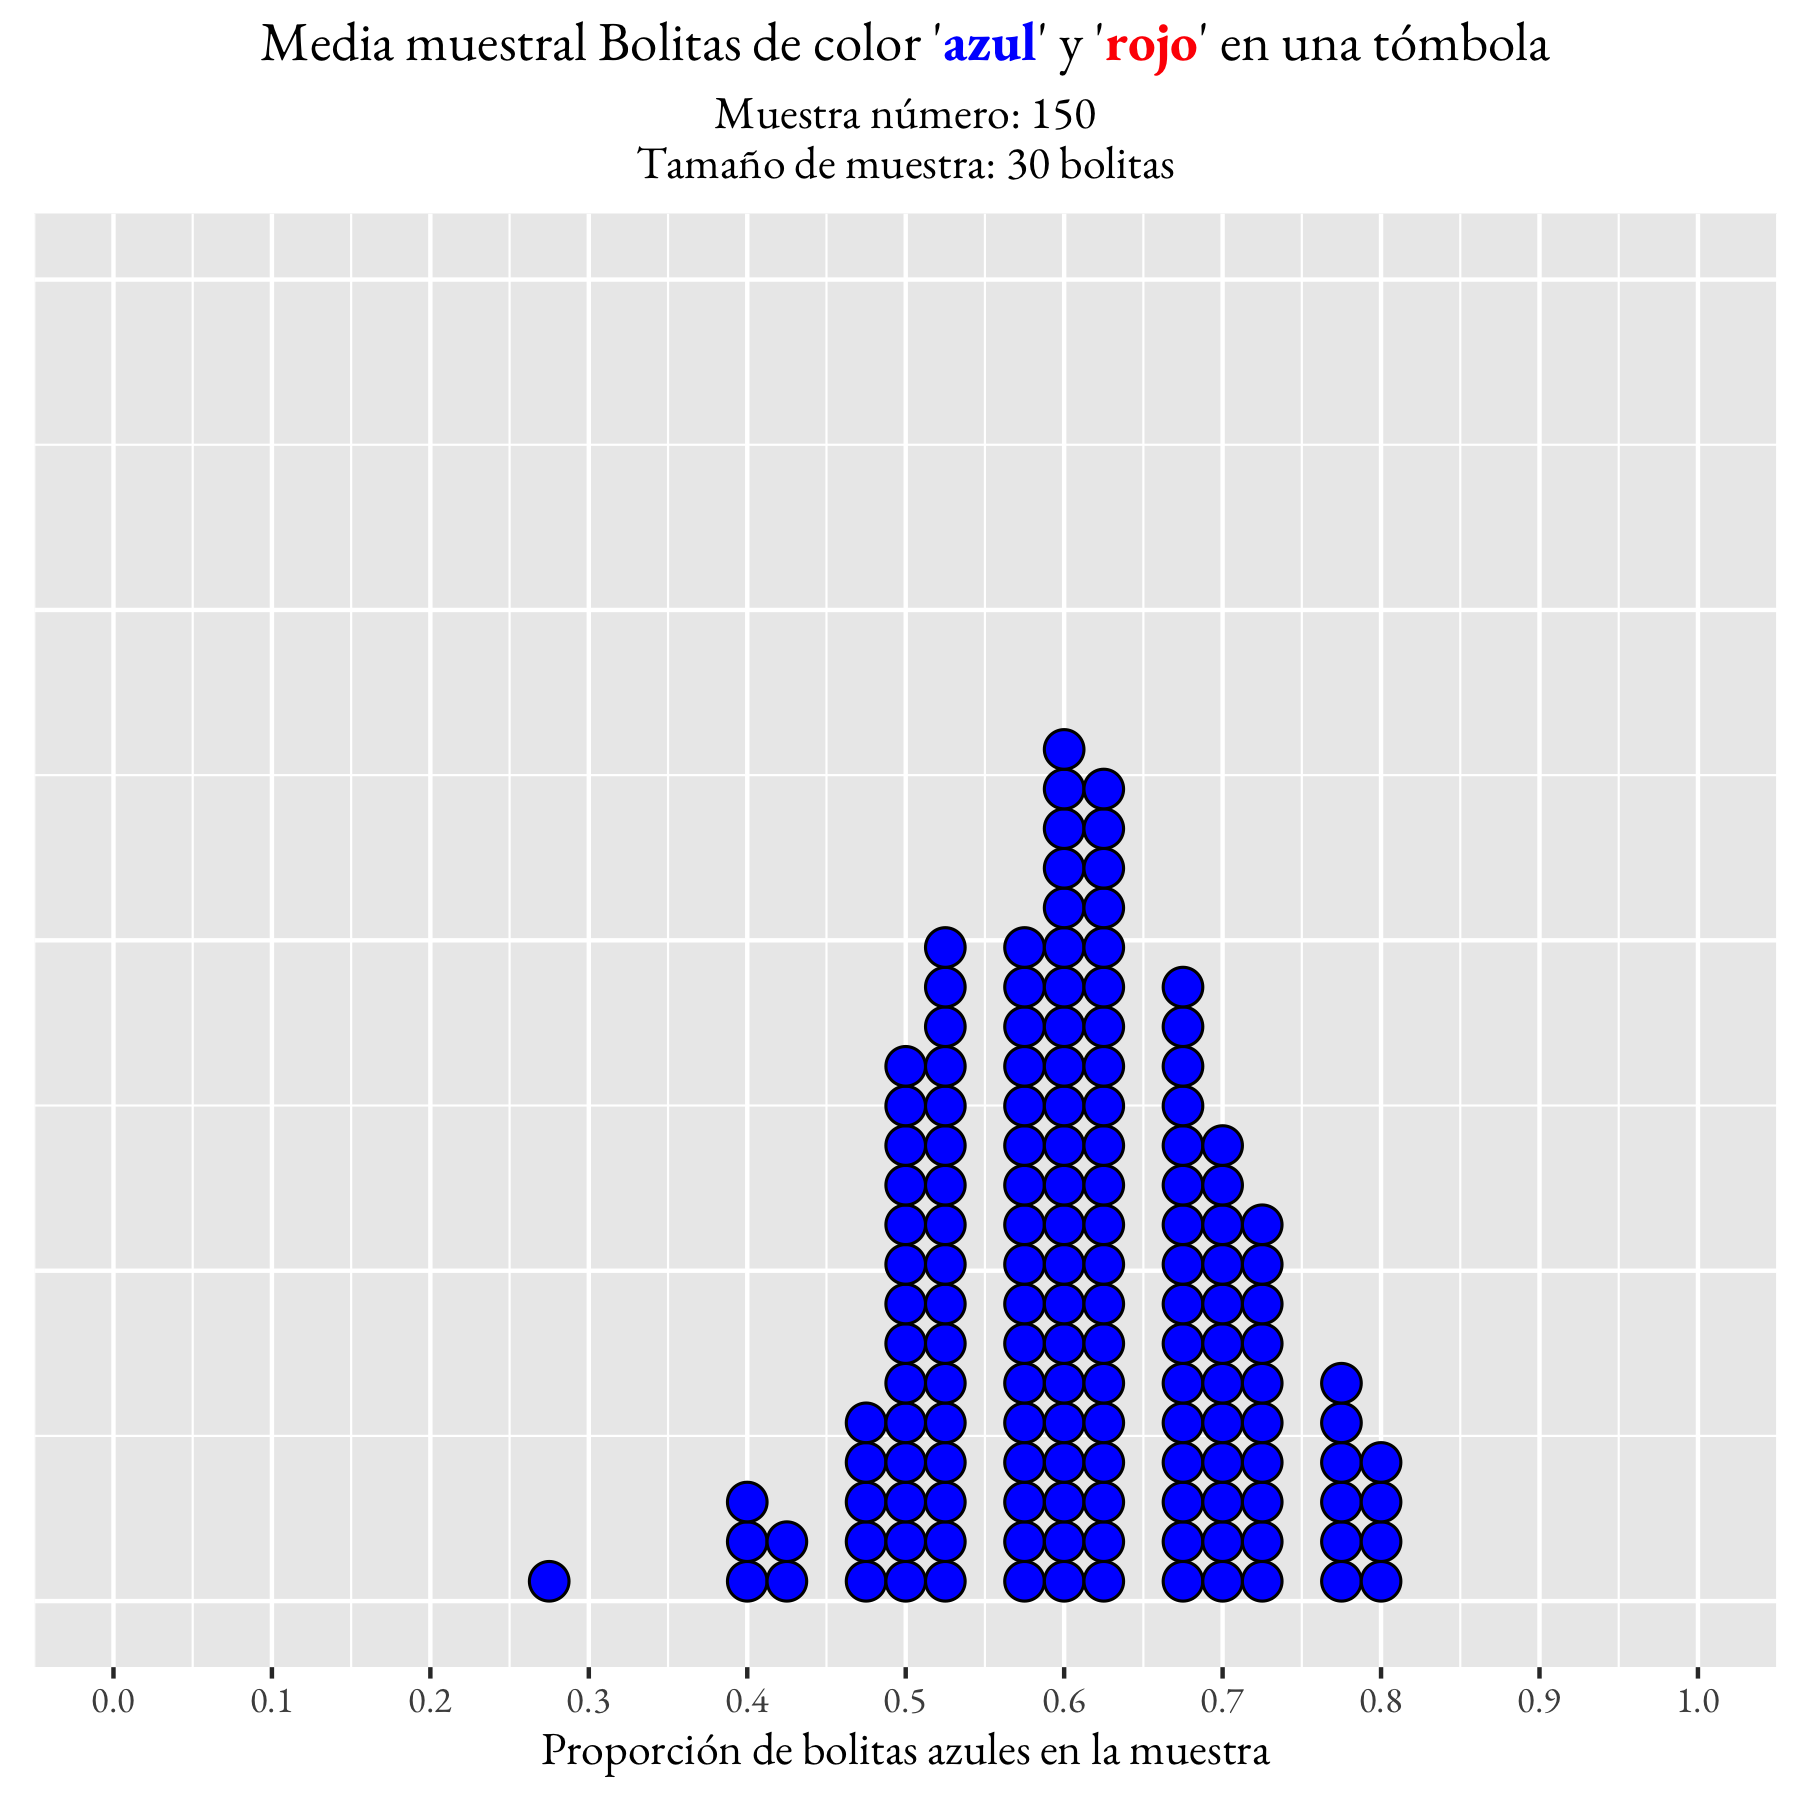 Media muestral Bolitas de color 'azul' y 'rojo' en una tómbola
Muestra número: 150
Tamaño de muestra: 30 bolitas
0.0 0.1 0.2 0.3 0.4 0.5 0.6 0.7 0.8 0.9 1.0
Proporción de bolitas azules en la muestra